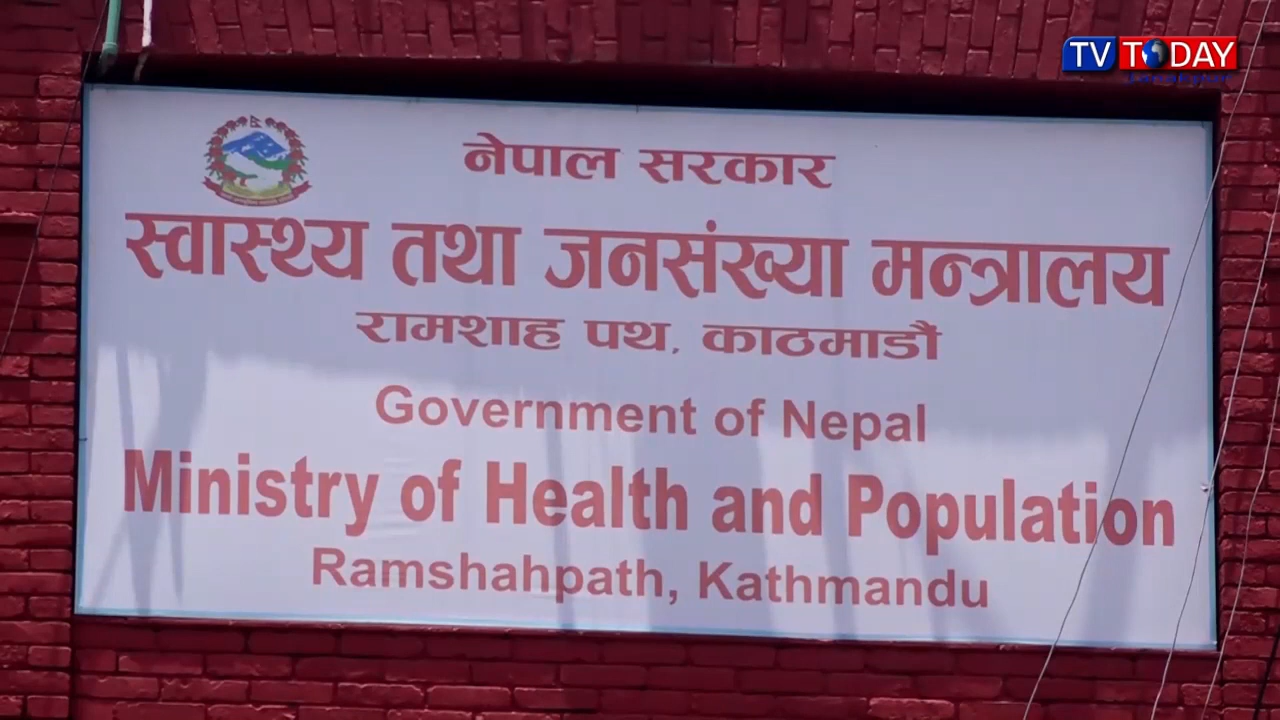 TV TODAY
नेपाल सरकार
स्वास्थ्य तथा जनसंख्या मन्त्रालय
रामशाह पथ, काठमाडौं
Government of Nepal
Ministry of Health and Population
Ramshahpath, Kathmandu